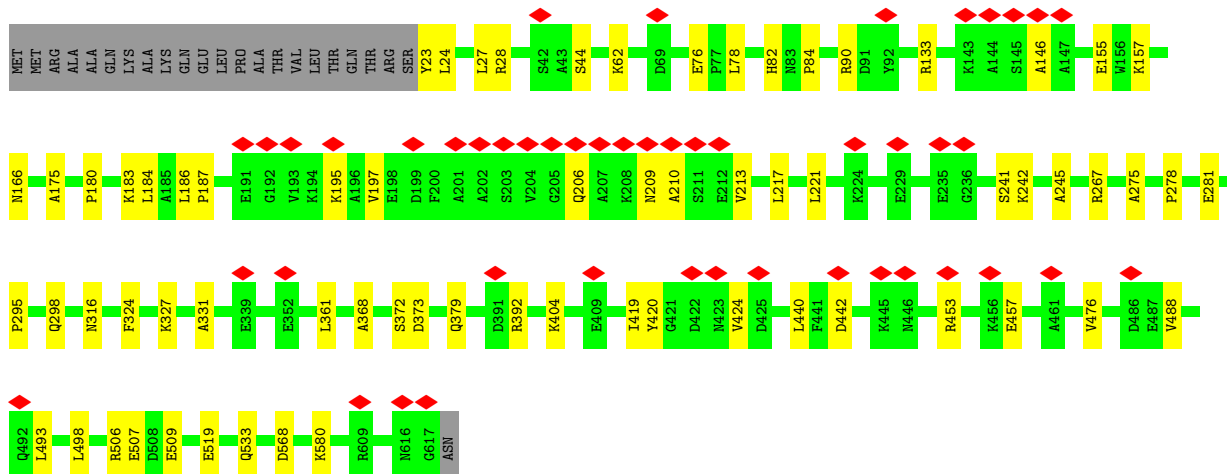 MET MET ARG ALA ALA GLN LYS ALA LYS GLN GLU LEU PRO ALA THR VAL LEU THR GLN THR THR ARG SER Y23 L24 L27 R28 S42 A43 S44 K62 D69 E76 P77 L78 H82 N83 P84 R90 D91 Y92 R133 K143 A144 S145 A146 A147 E155 W156 K157
N166 A175 P180 K183 L184 A185 L186 P187 E191 G192 V193 K194 K195 A196 V197 E198 D199 F200 A201 A202 S203 V204 G205 Q206 A207 K208 N209 A210 S211 E212 V213 L217 L221 K224 E229 E235 G236 S241 K242 A245 R267 A275 P278 E281
P295 Q298 N316 F324 K327 A331 E339 E352 L361 A368 S372 D373 Q379 D391 R392 K404 E409 I419 Y420 G421 D422 N423 V424 D425 L440 F441 D442 K445 N446 R453 K456 E457 A461 V476 D486 E487 V488
Q492 L493 L498 R506 E507 D508 E509 E519 Q533 D568 K580 R609 N616 G617 ASN